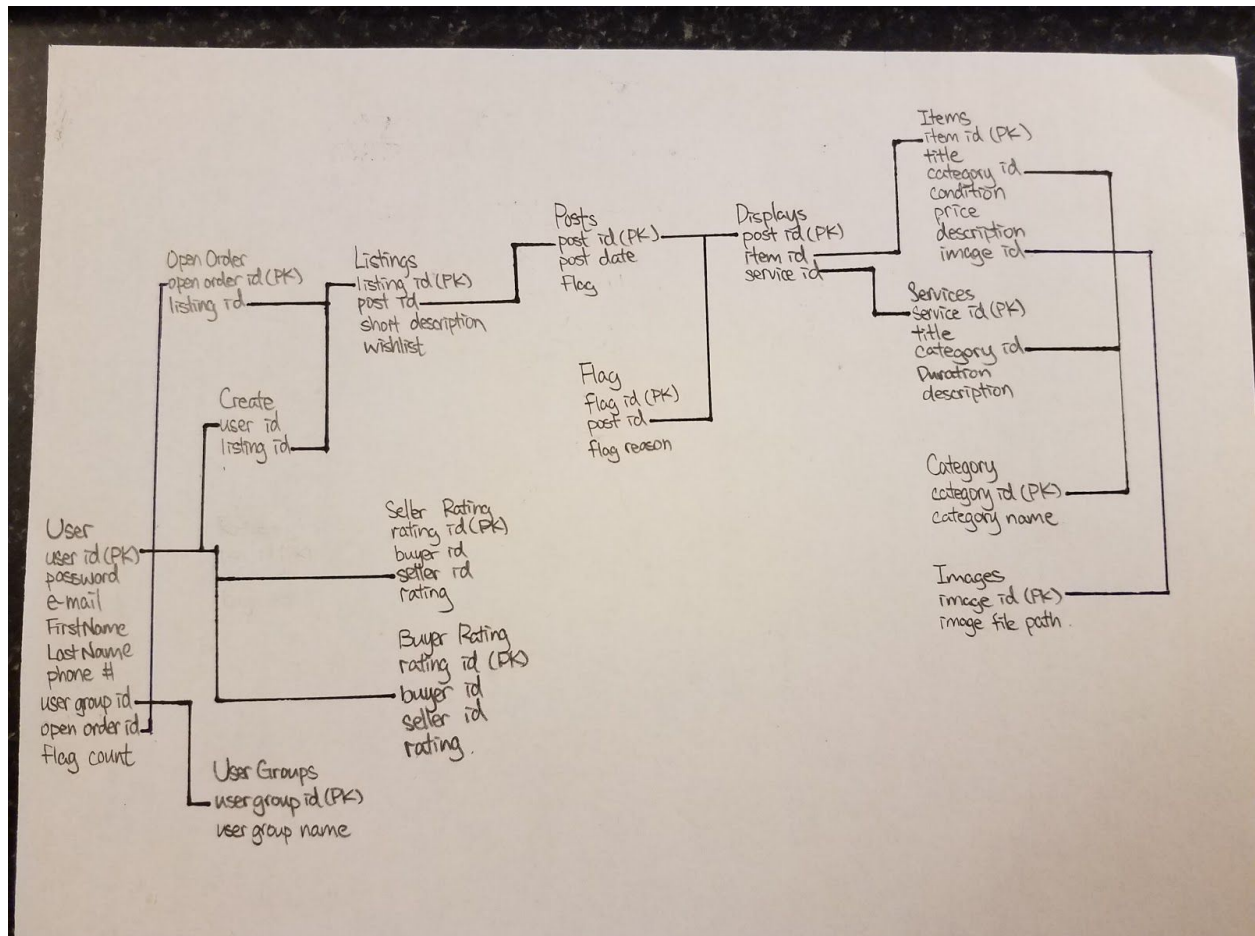 Open Order
open order id (PK)
listing id
Listings
listing id (PK)
post id
short description
wishlist
Posts
post id (PK)
post date
flag
Displays
post id (PK)
item id
service id
Items
item id (PK)
title
category id
condition
price
description
image id
Services
service id (PK)
title
category id
Duration
description
Create
user id
listing id
Flag
flag id (PK)
post id
flag reason
Category
category id (PK)
category name
Images
image id (PK)
image file path.
User
user id (PK)
password
e-mail
FirstName
LastName
phone #
user group id
open order id
flag count
Seller Rating
rating id (PK)
buyer id
seller id
rating
Buyer Rating
rating id (PK)
buyer id
seller id
rating.
User Groups
user group id (PK)
user group name